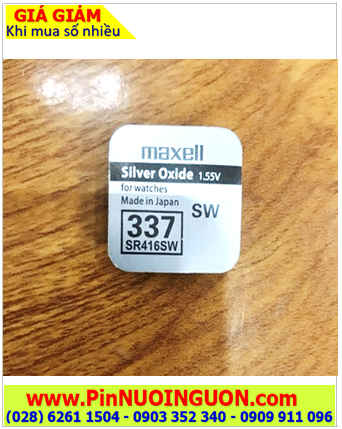 GIÁ GIẢM
Khi mua số nhiều
maxell
Silver Oxide 1.55V
for watches
Made in Japan
SW
337
SR416SW
www.PinNUOINGUON.com
(028) 6261 1504 - 0903 352 340 - 0909 911 096